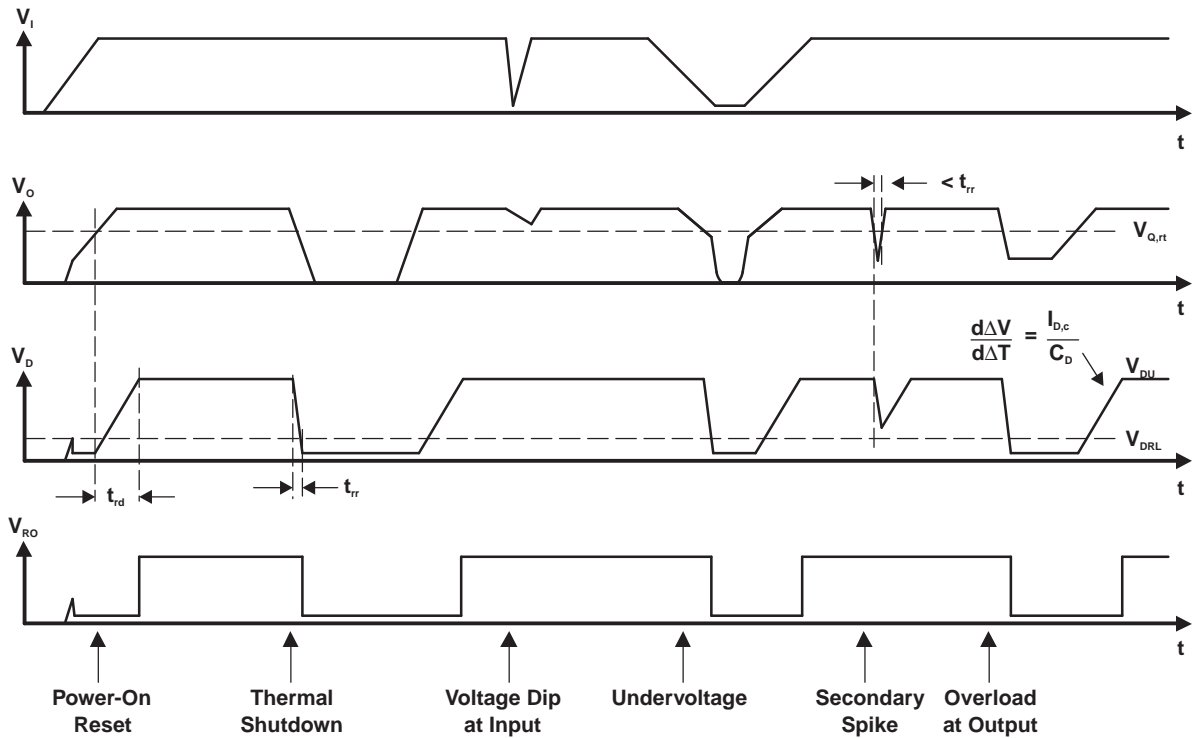 V_I
t
V_O
< t_rr
V_Q,rt
t
dΔV
dΔT
=
I_D,c
C_D
V_D
V_DU
V_DRL
t
t_rd
t_rr
V_RO
t
Power-On
Reset
Thermal
Shutdown
Voltage Dip
at Input
Undervoltage
Secondary
Spike
Overload
at Output